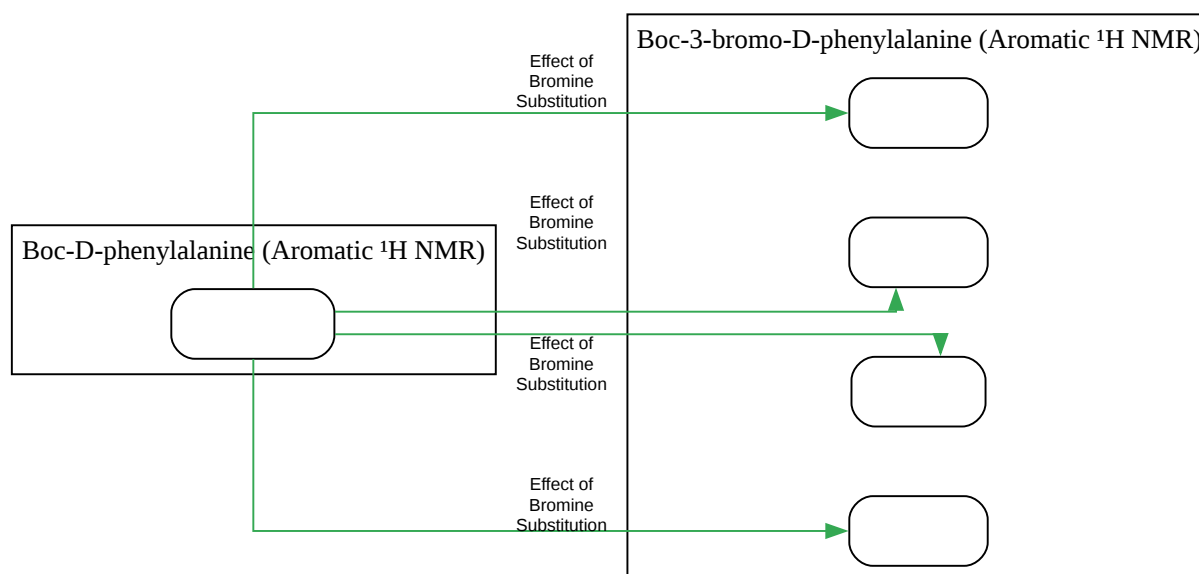 Boc-3-bromo-D-phenylalanine (Aromatic ¹H NMR)
Effect of
Bromine
Substitution
Effect of
Bromine
Substitution
Boc-D-phenylalanine (Aromatic ¹H NMR)
Effect of
Bromine
Substitution
Effect of
Bromine
Substitution